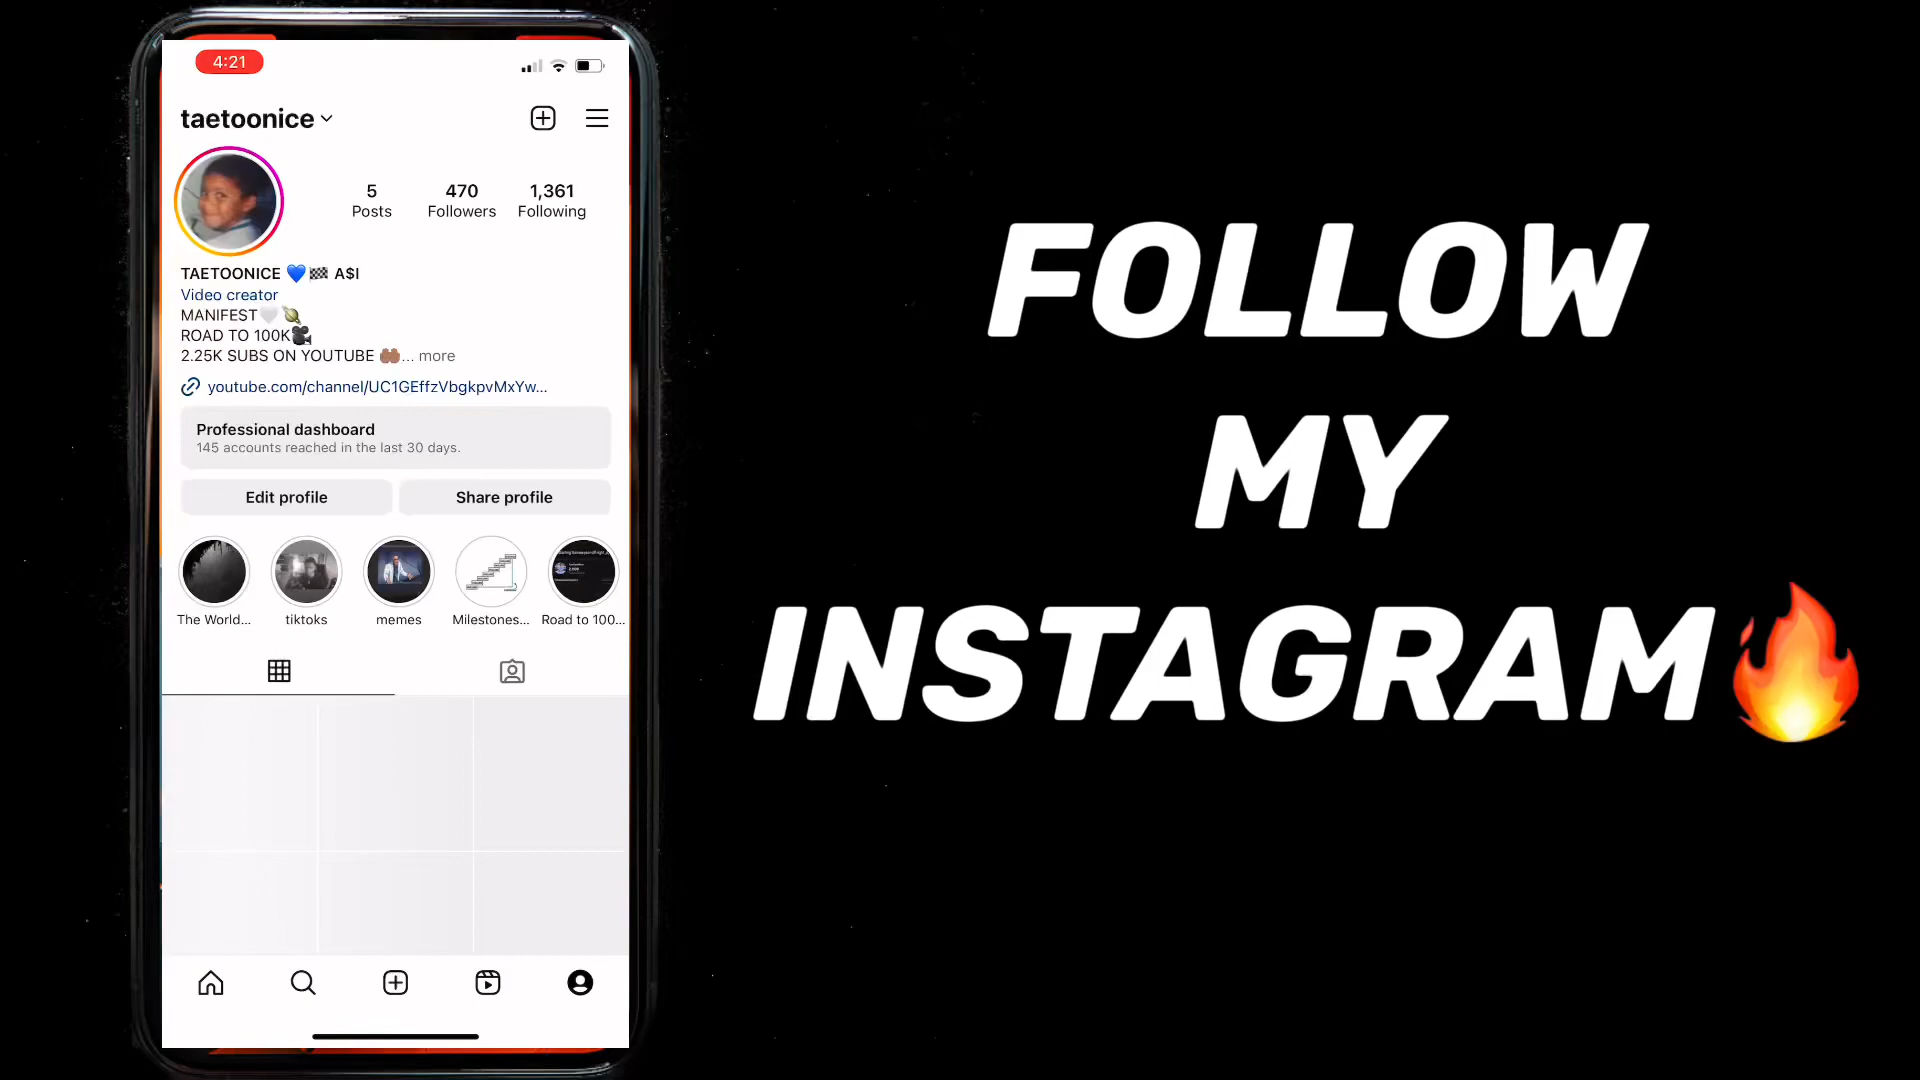 4:21
taetoonice
5 470 1,361
Posts Followers Following
TAETOONICE 💙🏁 A$I
Video creator
MANIFEST🤍🪐
ROAD TO 100K🎥
2.25K SUBS ON YOUTUBE 🤲🏾... more
youtube.com/channel/UC1GEffzVbgkpvMxYw...
Professional dashboard
145 accounts reached in the last 30 days.
Edit profile Share profile
The World... tiktoks memes Milestones... Road to 100...
FOLLOW
MY
INSTAGRAM🔥